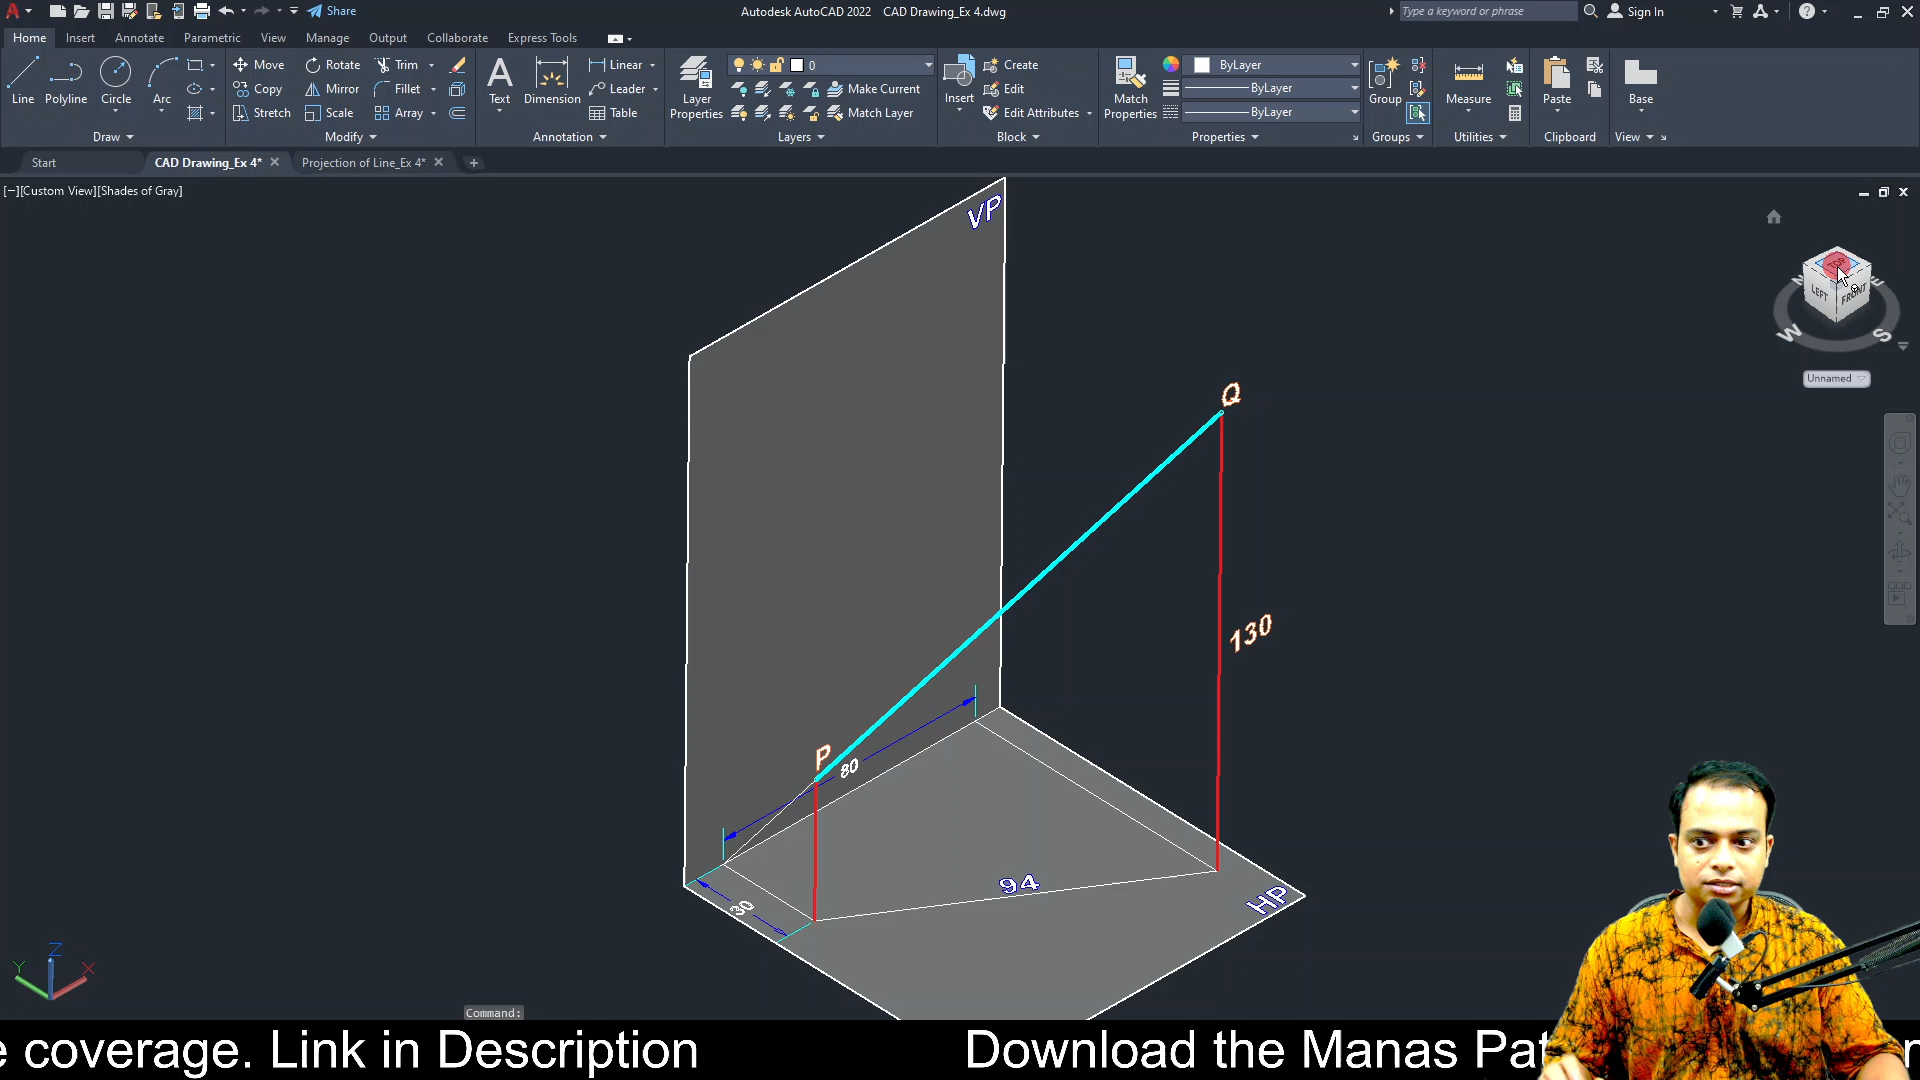 Share
Autodesk AutoCAD 2022 CAD Drawing_Ex 4.dwg
Type a keyword or phrase
Sign In
Home Insert Annotate Parametric View Manage Output Collaborate Express Tools
Line Polyline Circle Arc
Draw
Move Rotate Trim
Copy Mirror Fillet
Stretch Scale Array
Modify
Text Dimension
Linear
Leader
Table
Annotation
Layer Properties
0
Make Current
Match Layer
Layers
Insert
Create
Edit
Edit Attributes
Block
Match Properties
ByLayer
ByLayer
ByLayer
Properties
Group
Groups
Measure
Utilities
Paste
Clipboard
Base
View
Start CAD Drawing_Ex 4* Projection of Line_Ex 4*
[−][Custom View][Shades of Gray]
VP
TOP
LEFT FRONT
W S
Unnamed
Q
130
P
80
94
30
HP
Z
Y X
Command:
coverage. Link in Description
Download the Manas